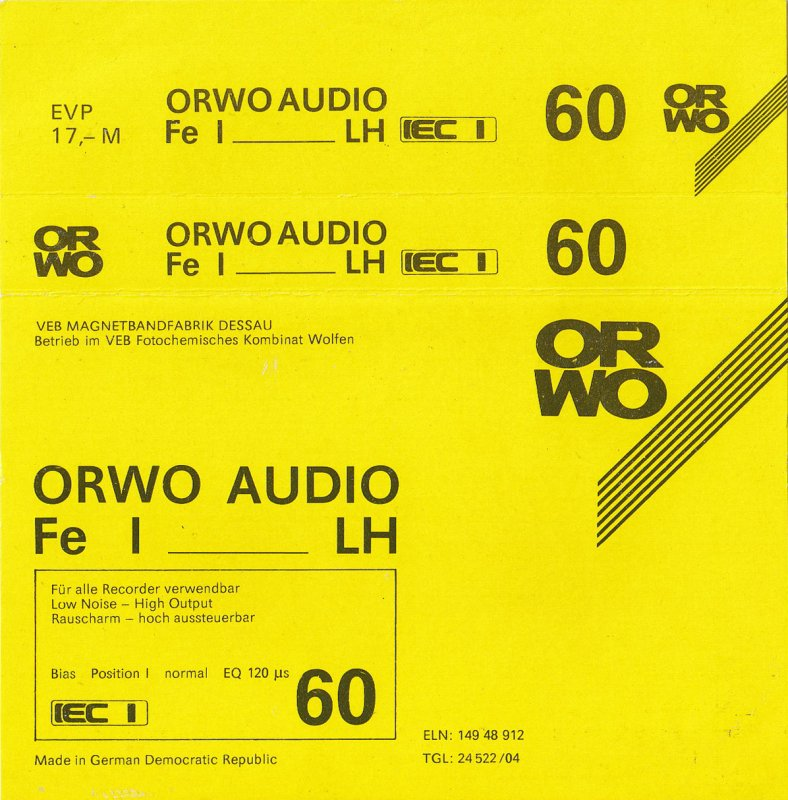 EVP
17,– M
ORWO AUDIO
Fe I ________ LH IEC I
60
OR
WO
OR
WO
ORWO AUDIO
Fe I ________ LH IEC I
60
VEB MAGNETBANDFABRIK DESSAU
Betrieb im VEB Fotochemisches Kombinat Wolfen
OR
WO
ORWO AUDIO
Fe I ________ LH
Für alle Recorder verwendbar
Low Noise – High Output
Rauscharm – hoch aussteuerbar
Bias Position I normal EQ 120 µs
IEC I
60
Made in German Democratic Republic
ELN: 149 48 912
TGL: 24 522/04